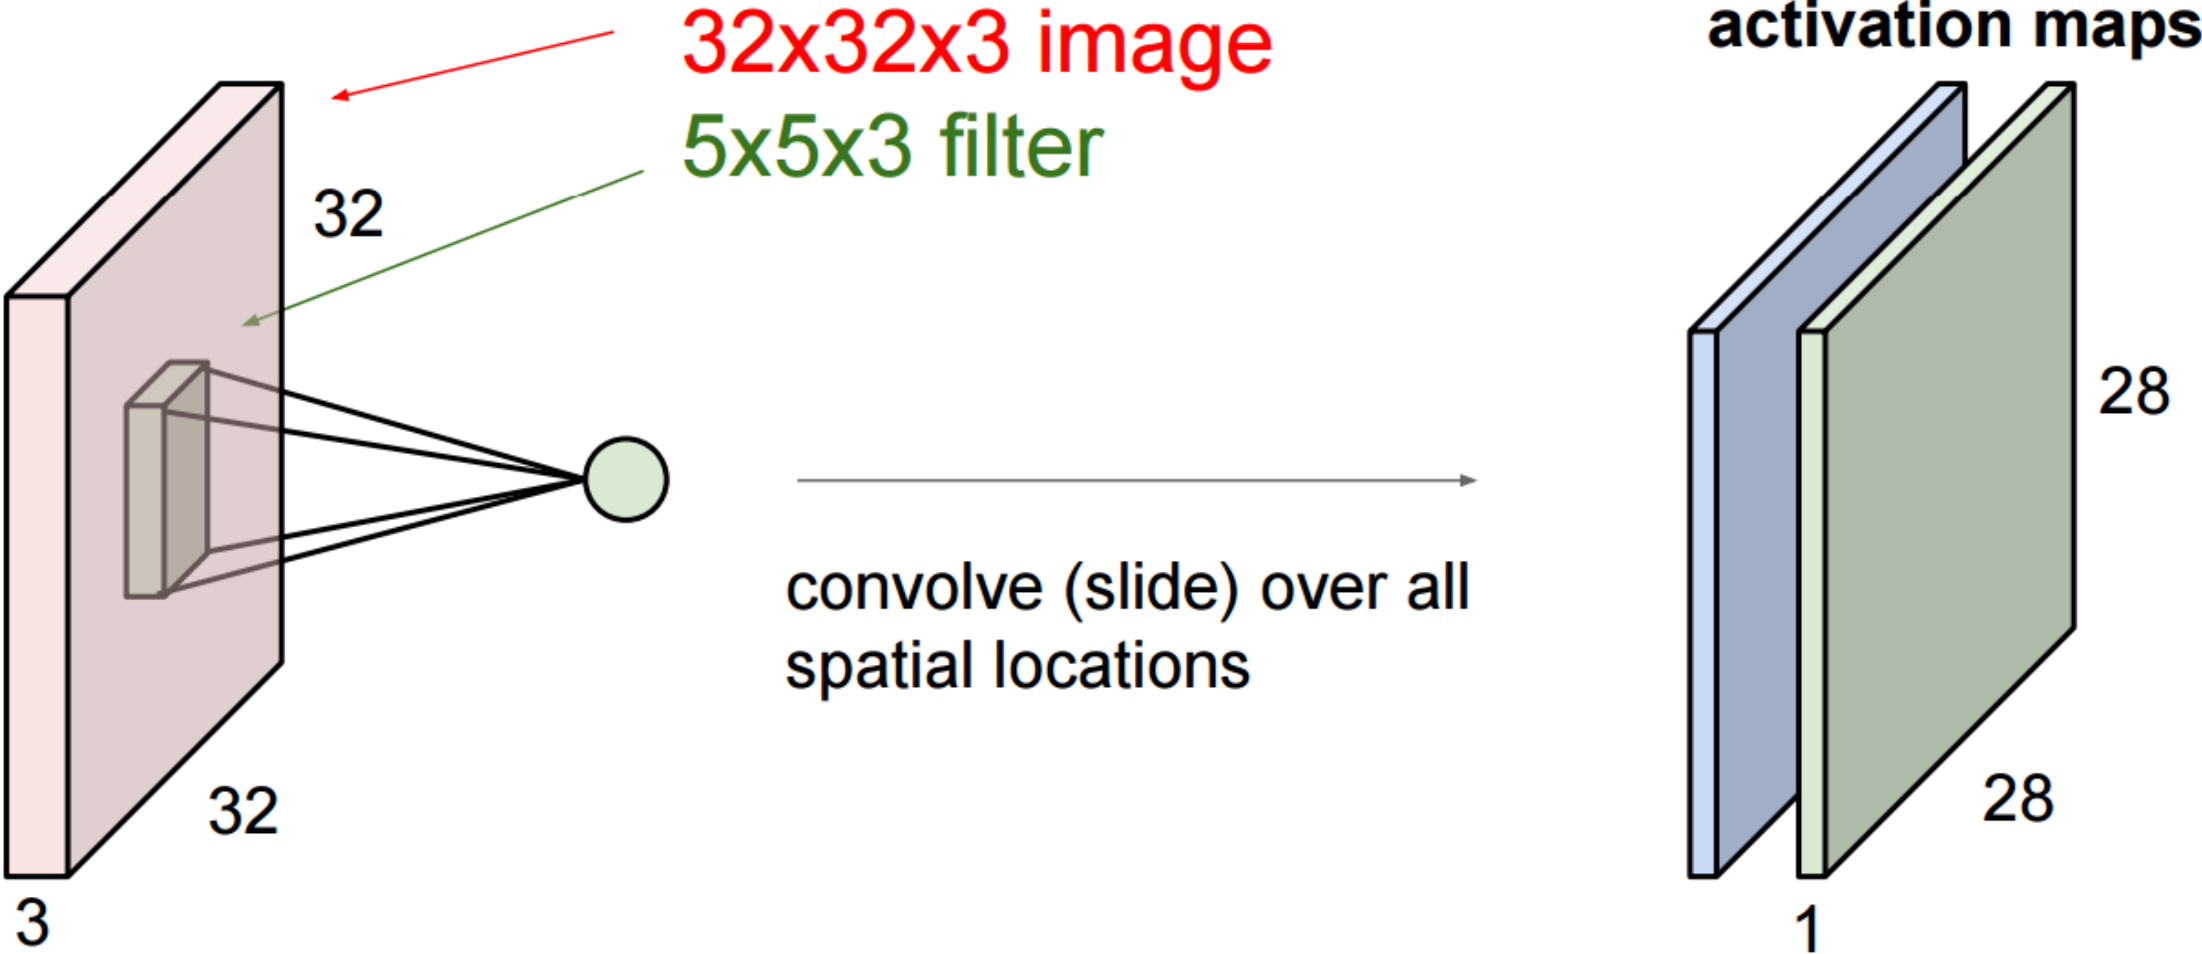 32x32x3 image
5x5x3 filter
32
32
3
convolve (slide) over all
spatial locations
activation maps
28
28
1